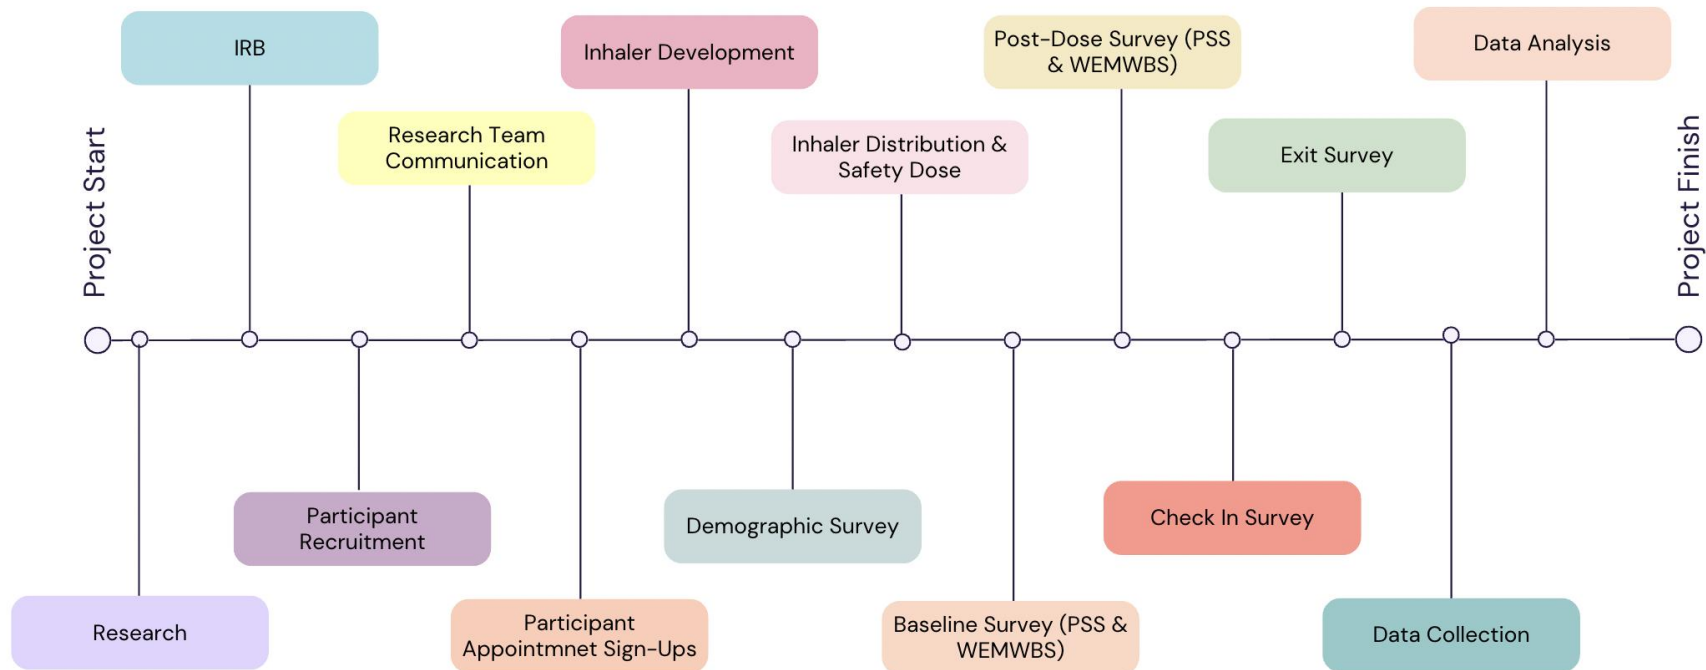 Project Start
Research
IRB
Participant
Recruitment
Research Team
Communication
Participant
Appointmnet Sign-Ups
Inhaler Development
Demographic Survey
Inhaler Distribution &
Safety Dose
Baseline Survey (PSS &
WEMWBS)
Post-Dose Survey (PSS
& WEMWBS)
Check In Survey
Exit Survey
Data Collection
Data Analysis
Project Finish